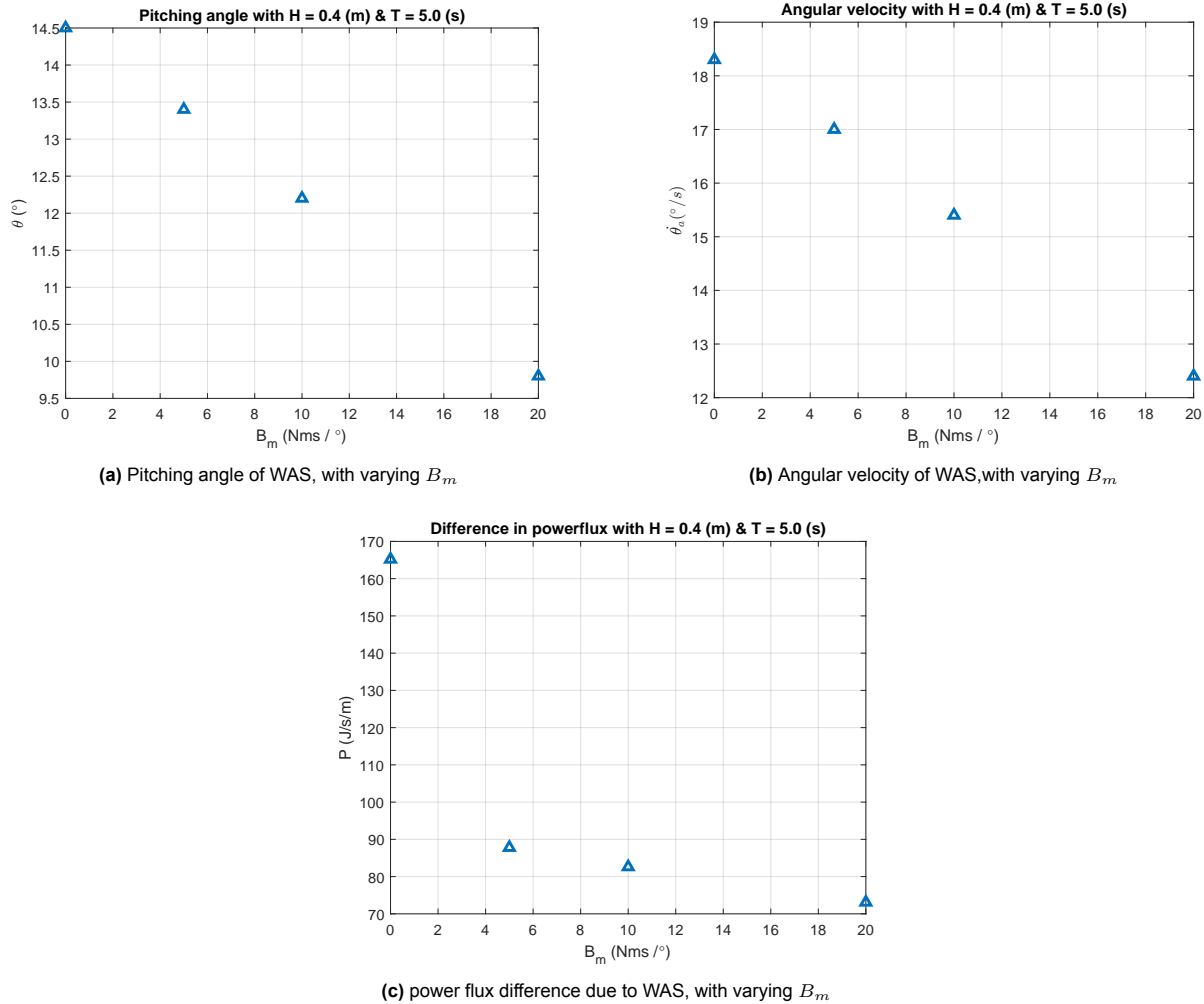 Pitching angle with H = 0.4 (m) & T = 5.0 (s)
14.5
14
13.5
13
12.5
12
11.5
11
10.5
10
9.5
θ (°)
0 2 4 6 8 10 12 14 16 18 20
B_m (Nms / °)
(a) Pitching angle of WAS, with varying B_m
Angular velocity with H = 0.4 (m) & T = 5.0 (s)
19
18
17
16
15
14
13
12
θ̇_a(°/s)
0 2 4 6 8 10 12 14 16 18 20
B_m (Nms / °)
(b) Angular velocity of WAS,with varying B_m
Difference in powerflux with H = 0.4 (m) & T = 5.0 (s)
170
160
150
140
130
120
110
100
90
80
70
P (J/s/m)
0 2 4 6 8 10 12 14 16 18 20
B_m (Nms /°)
(c) power flux difference due to WAS, with varying B_m